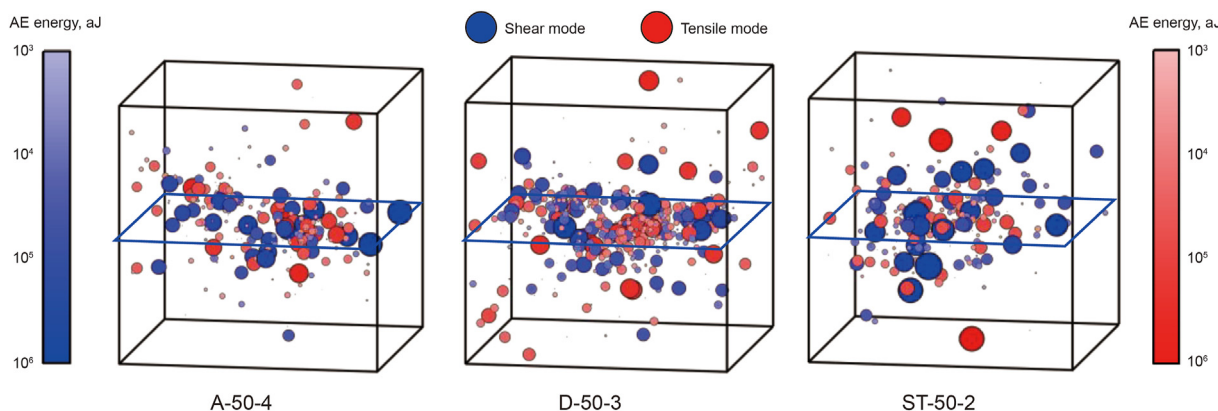 AE energy, aJ
Shear mode
Tensile mode
AE energy, aJ
10³
10⁴
10⁵
10⁶
10³
10⁴
10⁵
10⁶
A-50-4
D-50-3
ST-50-2